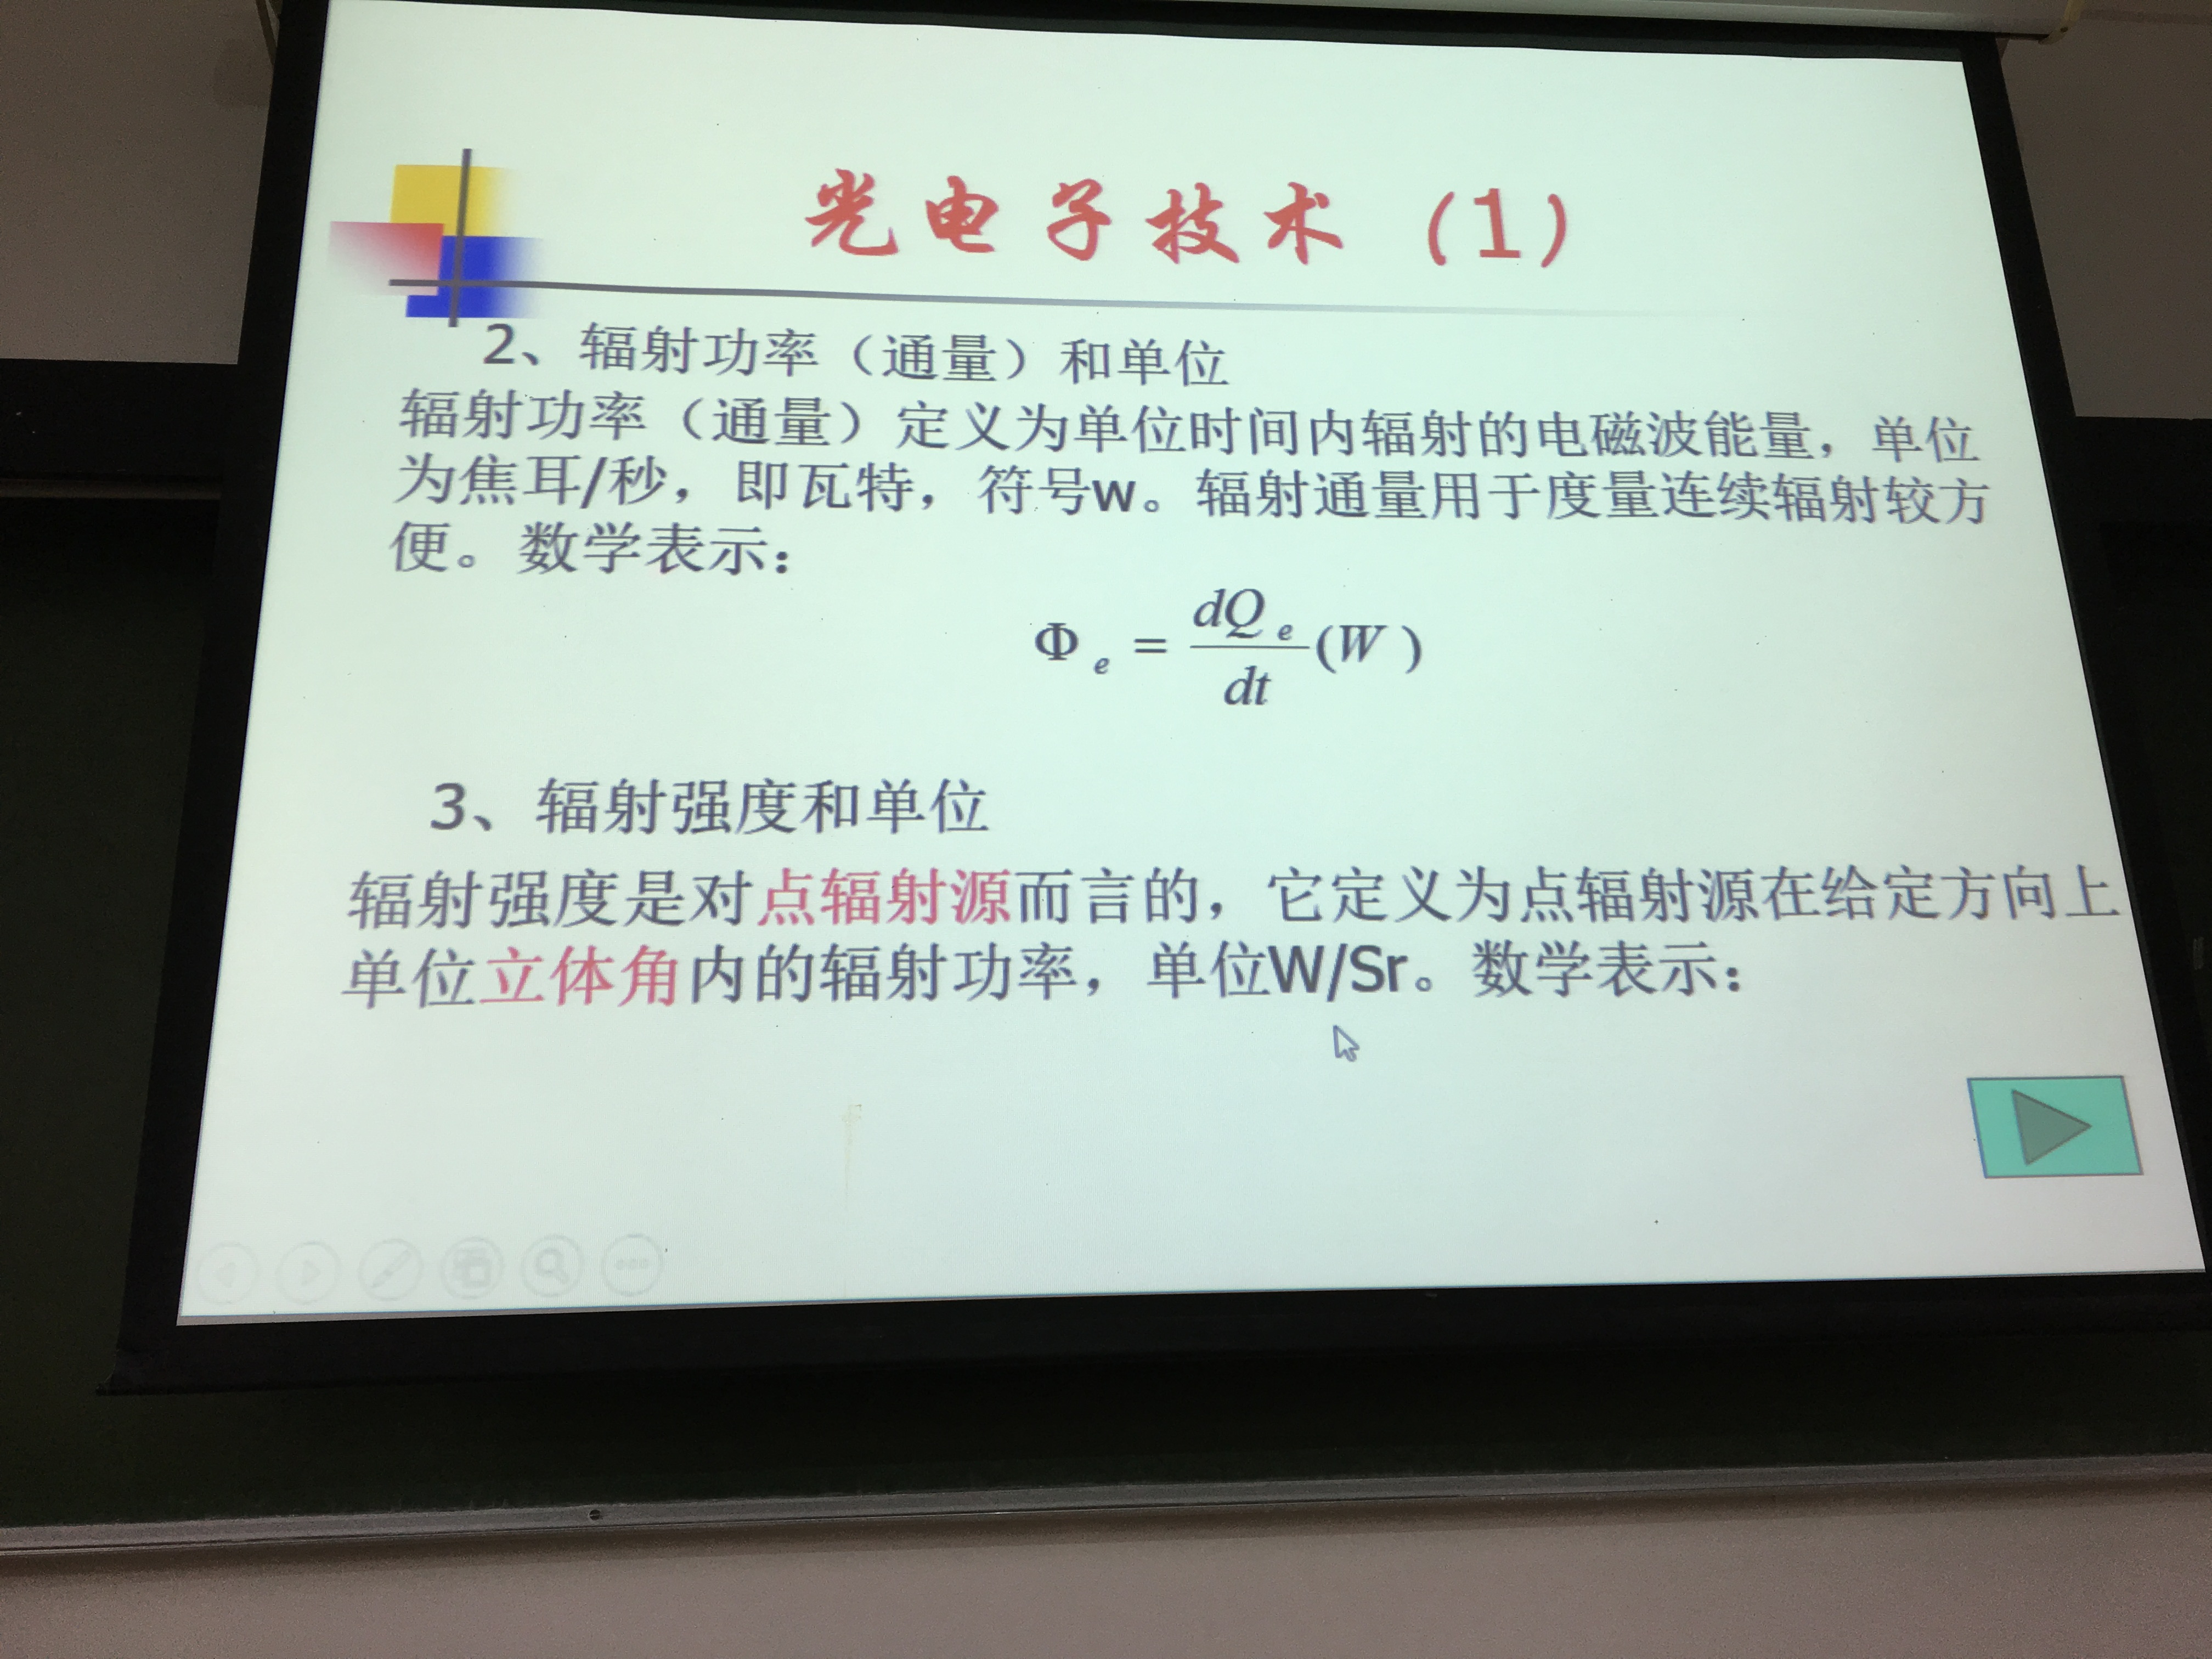 光电子技术（1）
2、辐射功率（通量）和单位
辐射功率（通量）定义为单位时间内辐射的电磁波能量，单位
为焦耳/秒，即瓦特，符号w。辐射通量用于度量连续辐射较方
便。数学表示：
Φe = dQe/dt (W)
3、辐射强度和单位
辐射强度是对点辐射源而言的，它定义为点辐射源在给定方向上
单位立体角内的辐射功率，单位W/Sr。数学表示：